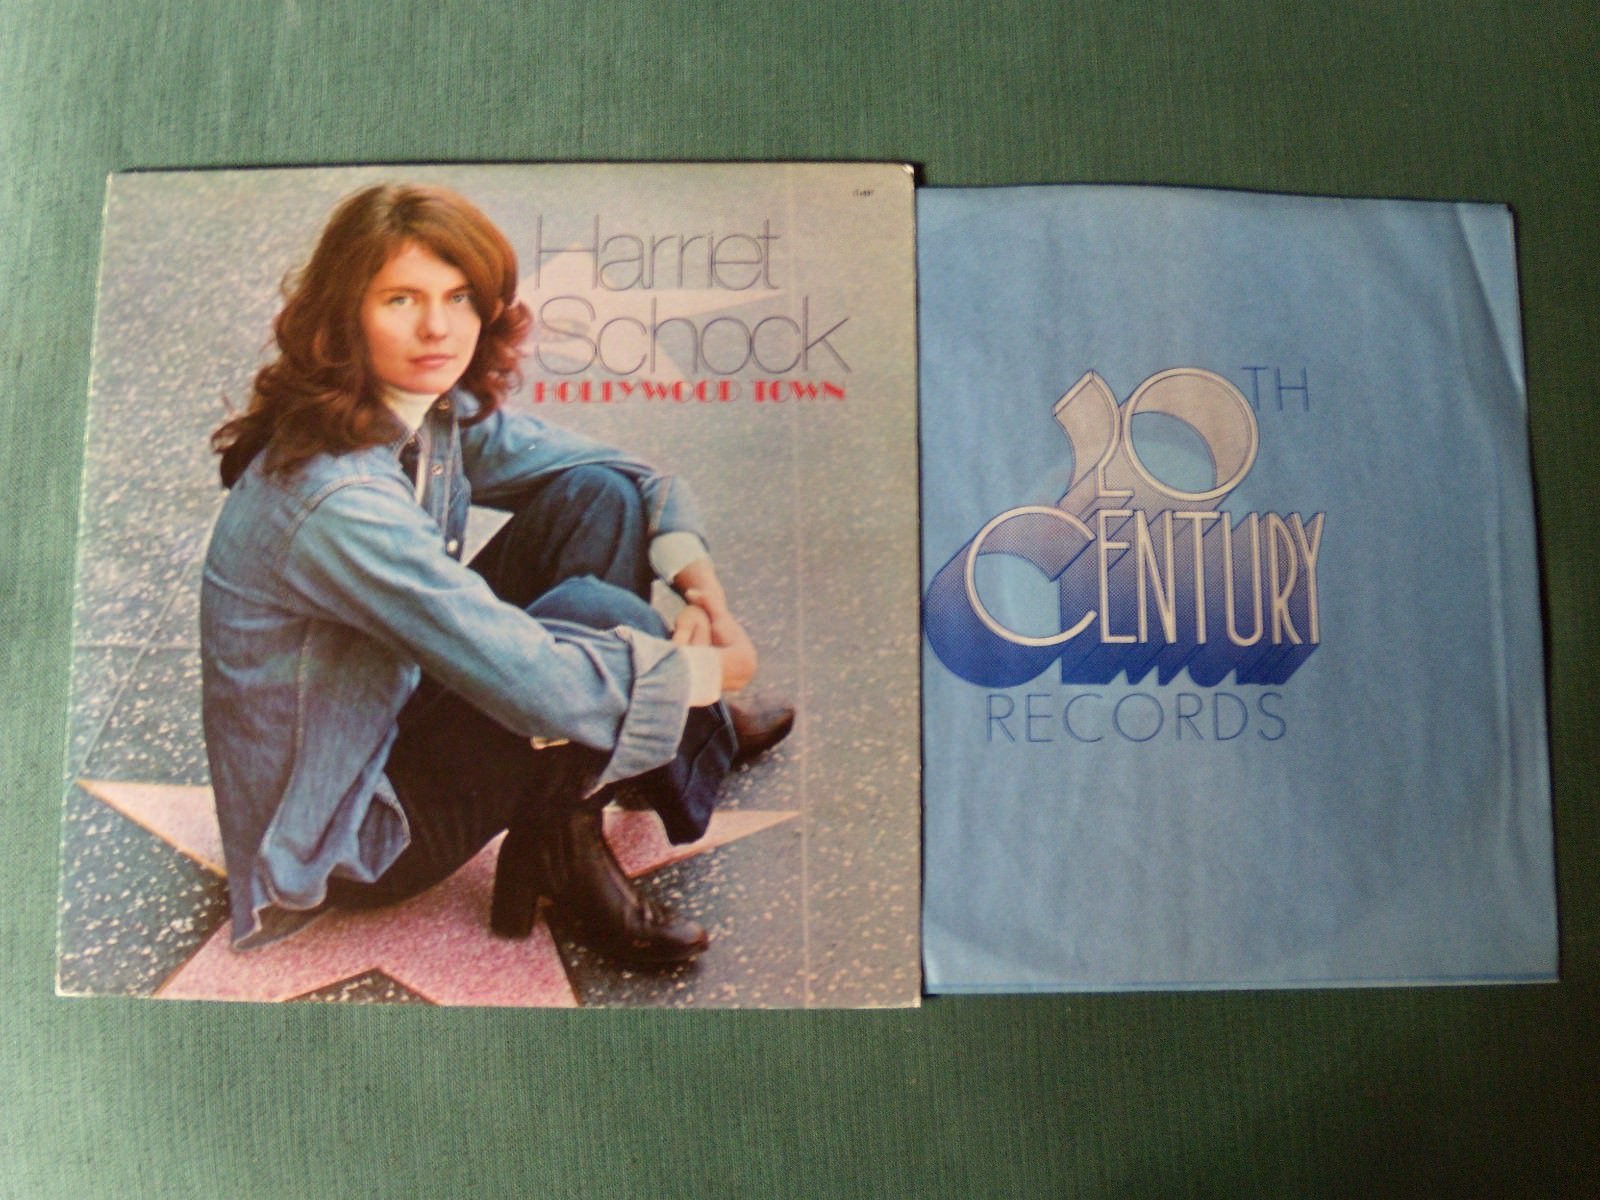 Harriet
Schock
HOLLYWOOD TOWN
20TH
CENTURY
RECORDS